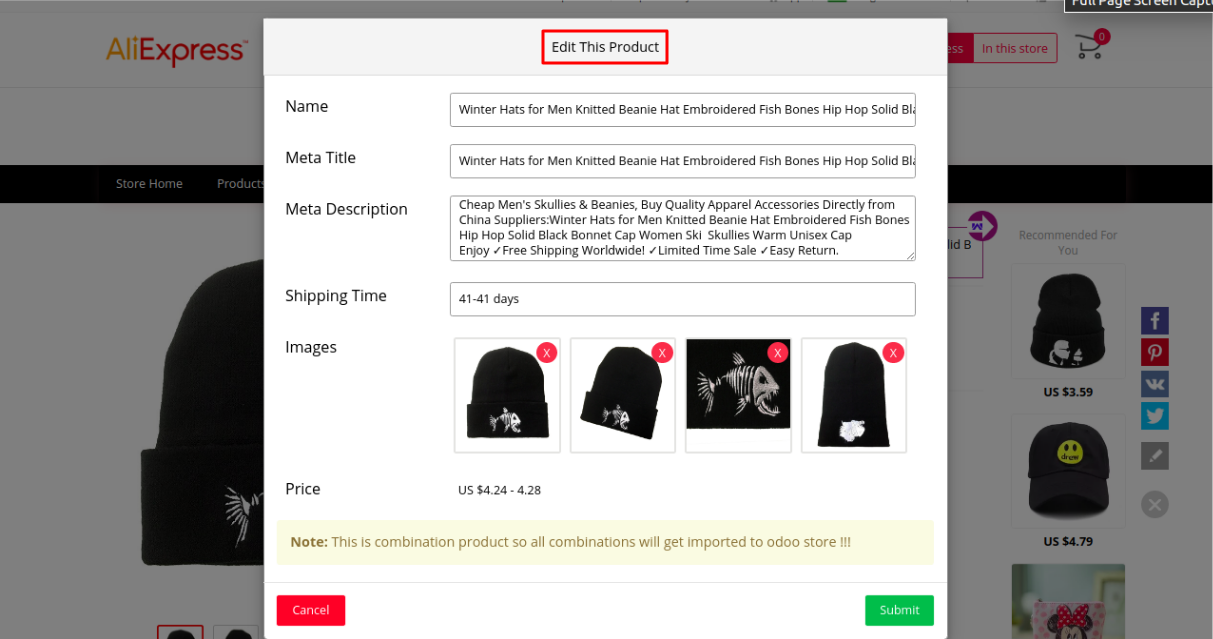 Full Page Screen Capt
AliExpress™
Edit This Product
In this store
0
Name
Winter Hats for Men Knitted Beanie Hat Embroidered Fish Bones Hip Hop Solid Bla
Meta Title
Winter Hats for Men Knitted Beanie Hat Embroidered Fish Bones Hip Hop Solid Bla
Store Home
Products
Meta Description
Cheap Men's Skullies & Beanies, Buy Quality Apparel Accessories Directly from
China Suppliers:Winter Hats for Men Knitted Beanie Hat Embroidered Fish Bones
Hip Hop Solid Black Bonnet Cap Women Ski Skullies Warm Unisex Cap
Enjoy ✓Free Shipping Worldwide! ✓Limited Time Sale ✓Easy Return.
lid B
Recommended For
You
Shipping Time
41-41 days
Images
X
X
X
X
US $3.59
drew
Price
US $4.24 - 4.28
Note: This is combination product so all combinations will get imported to odoo store !!!
US $4.79
Cancel
Submit